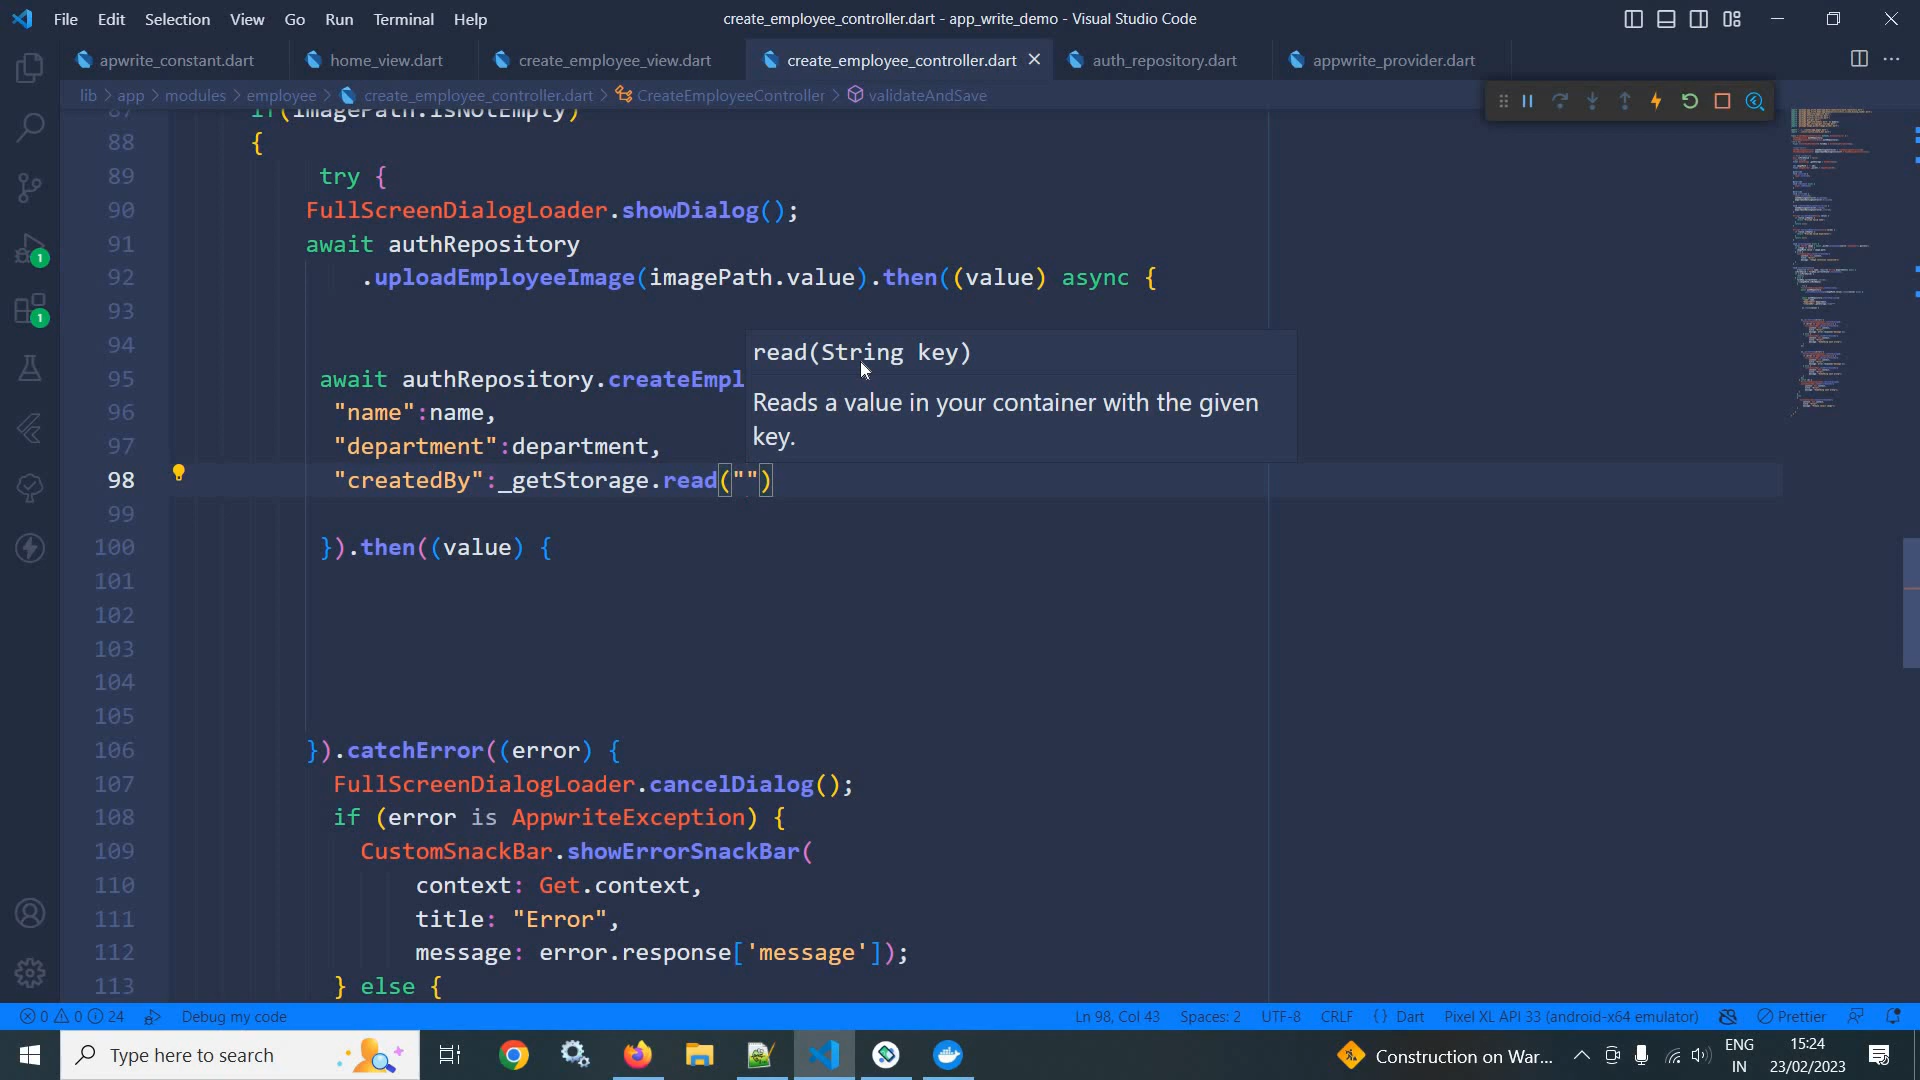 File Edit Selection View Go Run Terminal Help
create_employee_controller.dart - app_write_demo - Visual Studio Code
apwrite_constant.dart
home_view.dart
create_employee_view.dart
create_employee_controller.dart
auth_repository.dart
appwrite_provider.dart
lib > app > modules > employee > create_employee_controller.dart > CreateEmployeeController > validateAndSave
87 if(imagePath.isNotEmpty)
88 {
89 try {
90 FullScreenDialogLoader.showDialog();
91 await authRepository
92 .uploadEmployeeImage(imagePath.value).then((value) async {
93
94
95 await authRepository.createEmpl
96 "name":name,
97 "department":department,
98 "createdBy":_getStorage.read("")
99
100 }).then((value) {
101
102
103
104
105
106 }).catchError((error) {
107 FullScreenDialogLoader.cancelDialog();
108 if (error is AppwriteException) {
109 CustomSnackBar.showErrorSnackBar(
110 context: Get.context,
111 title: "Error",
112 message: error.response['message']);
113 } else {
read(String key)
Reads a value in your container with the given
key.
1
1
0 0 24 Debug my code
Ln 98, Col 43 Spaces: 2 UTF-8 CRLF {} Dart Pixel XL API 33 (android-x64 emulator) Prettier
Type here to search
Construction on War...
ENG
IN
15:24
23/02/2023